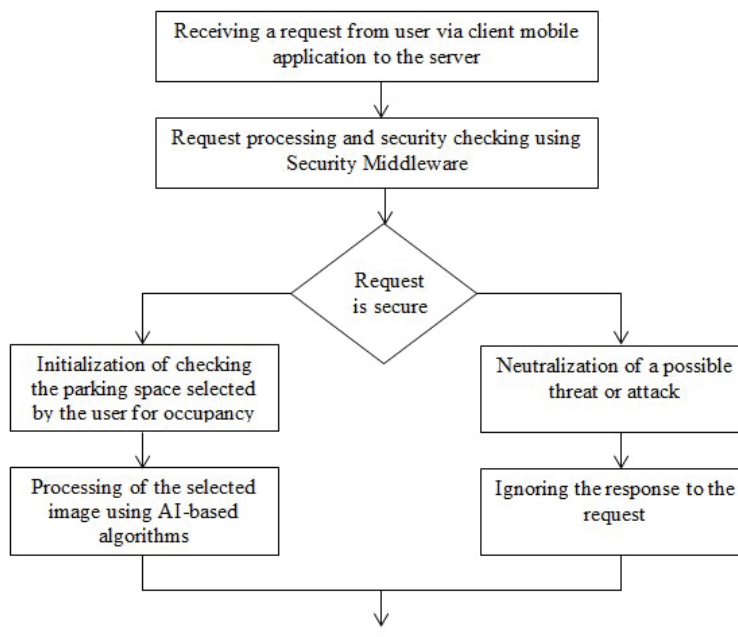 Receiving a request from user via client mobile
application to the server
Request processing and security checking using
Security Middleware
Request
is secure
Initialization of checking
the parking space selected
by the user for occupancy
Neutralization of a possible
threat or attack
Processing of the selected
image using AI-based
algorithms
Ignoring the response to the
request